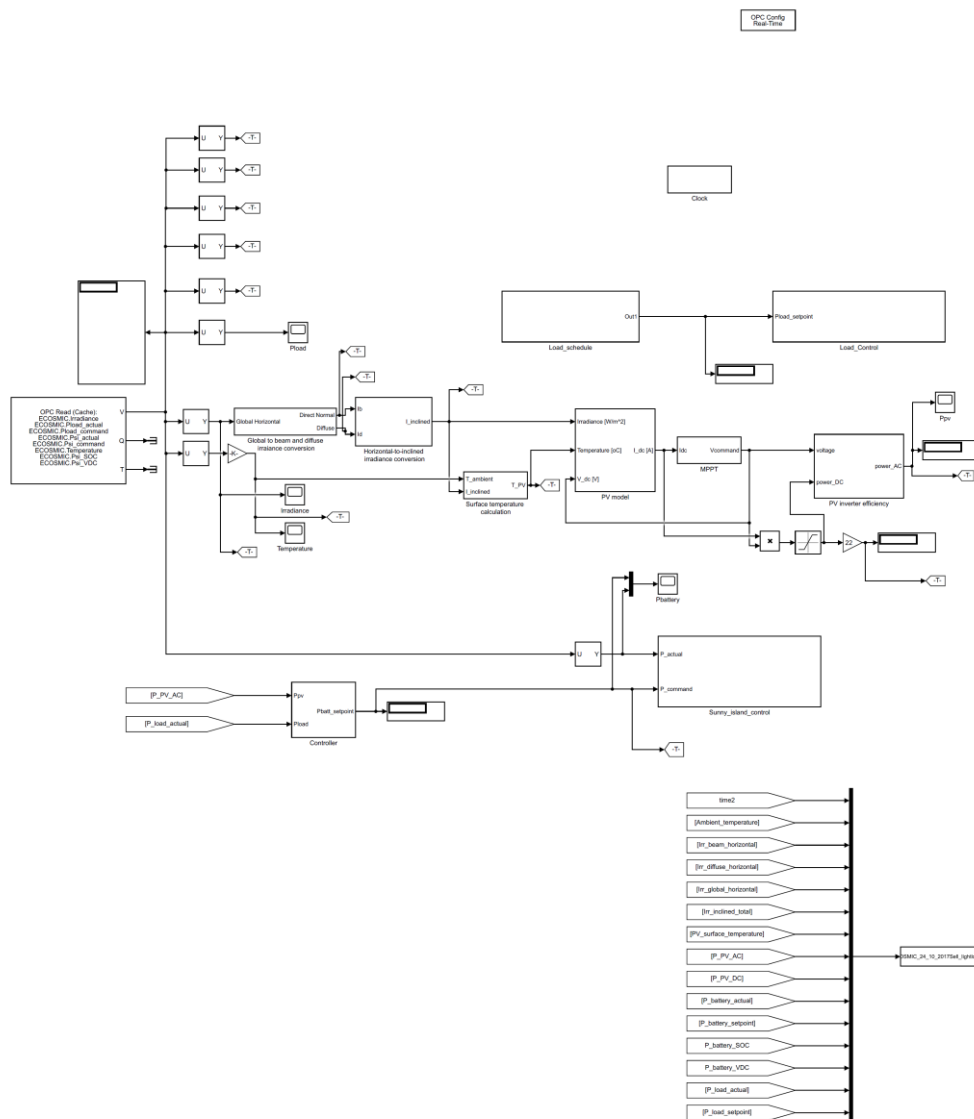 OPC Config
Real-Time
U Y -T-
U Y -T-
U Y -T-
U Y -T-
U Y -T-
U Y
Pload
Clock
Out1
Load_schedule
Pload_setpoint
Load_Control
OPC Read (Cache):
ECOSMIC.Irradiance
ECOSMIC.Pload_actual
ECOSMIC.Pload_command
ECOSMIC.Psi_actual
ECOSMIC.Psi_command
ECOSMIC.Temperature
ECOSMIC.Psi_SOC
ECOSMIC.Psi_VDC
V
Q
T
U Y
U Y
-K-
Global Horizontal
Direct Normal
Diffuse
Global to beam and diffuse
irraiance conversion
-T-
-T-
Ib
Id
I_inclined
Horizontal-to-inclined
irradiance conversion
-T-
Irradiance
Temperature
-T-
-T-
T_ambient
I_inclined
T_PV
Surface temperature
calculation
-T-
Irradiance [W/m^2]
Temperature [oC]
V_dc [V]
I_dc [A]
PV model
Idc
Vcommand
MPPT
voltage
power_DC
power_AC
PV inverter efficiency
Ppv
-T-
22
-T-
Pbattery
U Y
P_actual
P_command
Sunny_island_control
[P_PV_AC]
[P_load_actual]
Ppv
Pload
Pbatt_setpoint
Controller
-T-
time2
[Ambient_temperature]
[Irr_beam_horizontal]
[Irr_diffuse_horizontal]
[Irr_global_horizontal]
[Irr_inclined_total]
[PV_surface_temperature]
[P_PV_AC]
[P_PV_DC]
[P_battery_actual]
[P_battery_setpoint]
P_battery_SOC
P_battery_VDC
[P_load_actual]
[P_load_setpoint]